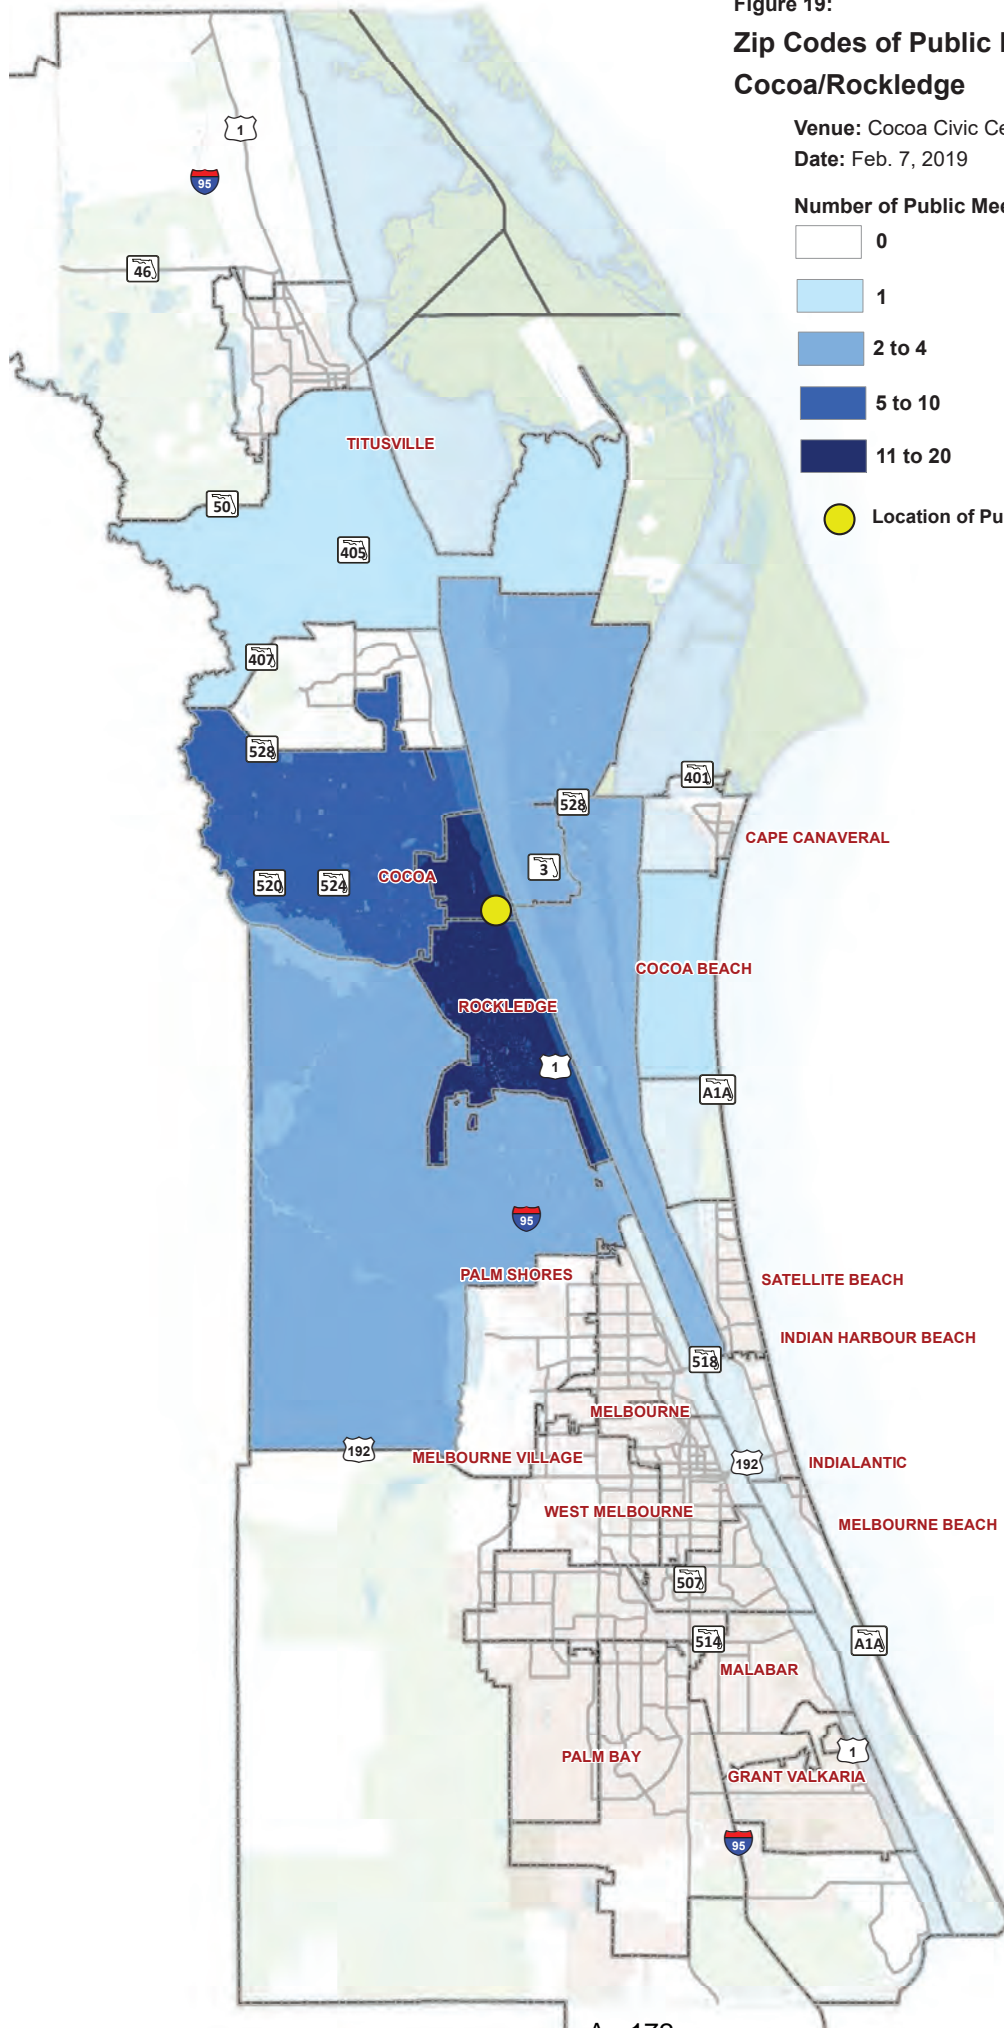 Figure 19:
Zip Codes of Public
Cocoa/Rockledge
Venue: Cocoa Civic
Date: Feb. 7, 2019
Number of Public
0
1
2 to 4
5 to 10
11 to 20
Location of
1
95
46
TITUSVILLE
50
405
407
528
401
528
CAPE CANAVERAL
3
COCOA
520
524
COCOA BEACH
ROCKLEDGE
1
A1A
95
PALM SHORES
SATELLITE BEACH
INDIAN HARBOUR BEACH
518
MELBOURNE
192
MELBOURNE VILLAGE
192
INDIALANTIC
WEST MELBOURNE
MELBOURNE BEACH
507
514
A1A
MALABAR
1
PALM BAY
GRANT VALKARIA
95